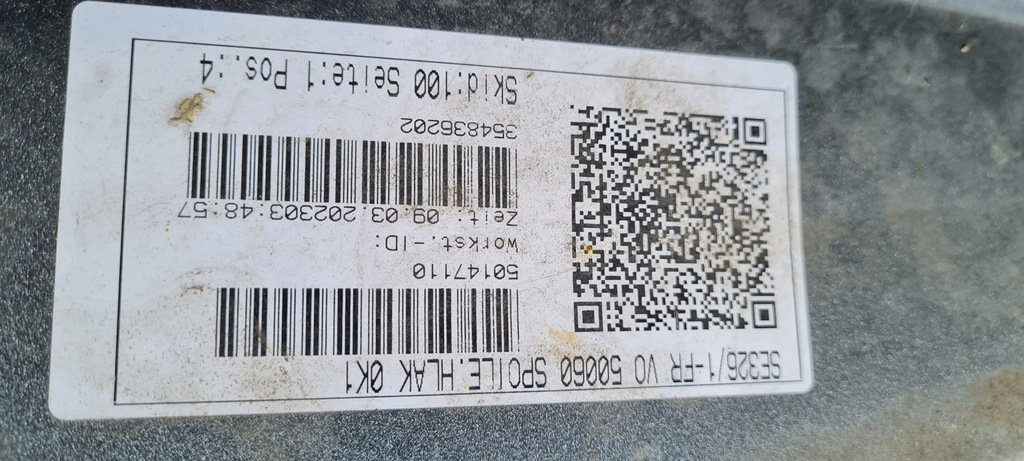 SE326/1-FR VO 50060 SPOILE.HLAK 0K1
50147110
Workst.-ID:
Zeit: 09.03.202303:48:57
354836202
Skid:100 Seite:1 Pos.:4